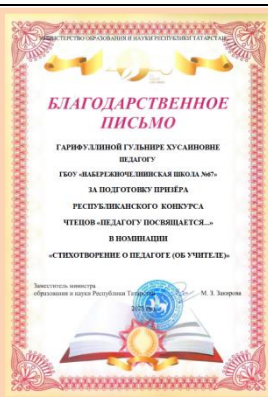 МИНИСТЕРСТВО ОБРАЗОВАНИЯ И НАУКИ РЕСПУБЛИКИ ТАТАРСТАН
БЛАГОДАРСТВЕННОЕ
ПИСЬМО
ГАРИФУЛЛИНОЙ ГУЛЬНИРЕ ХУСАИНОВНЕ
ПЕДАГОГУ
ГБОУ «НАБЕРЕЖНОЧЕЛНИНСКАЯ ШКОЛА №67»
ЗА ПОДГОТОВКУ ПРИЗЁРА
РЕСПУБЛИКАНСКОГО КОНКУРСА
ЧТЕЦОВ «ПЕДАГОГУ ПОСВЯЩАЕТСЯ...»
В НОМИНАЦИИ
«СТИХОТВОРЕНИЕ О ПЕДАГОГЕ (ОБ УЧИТЕЛЕ)»
Заместитель министра
образования и науки Республики Татарстан М. З. Закирова